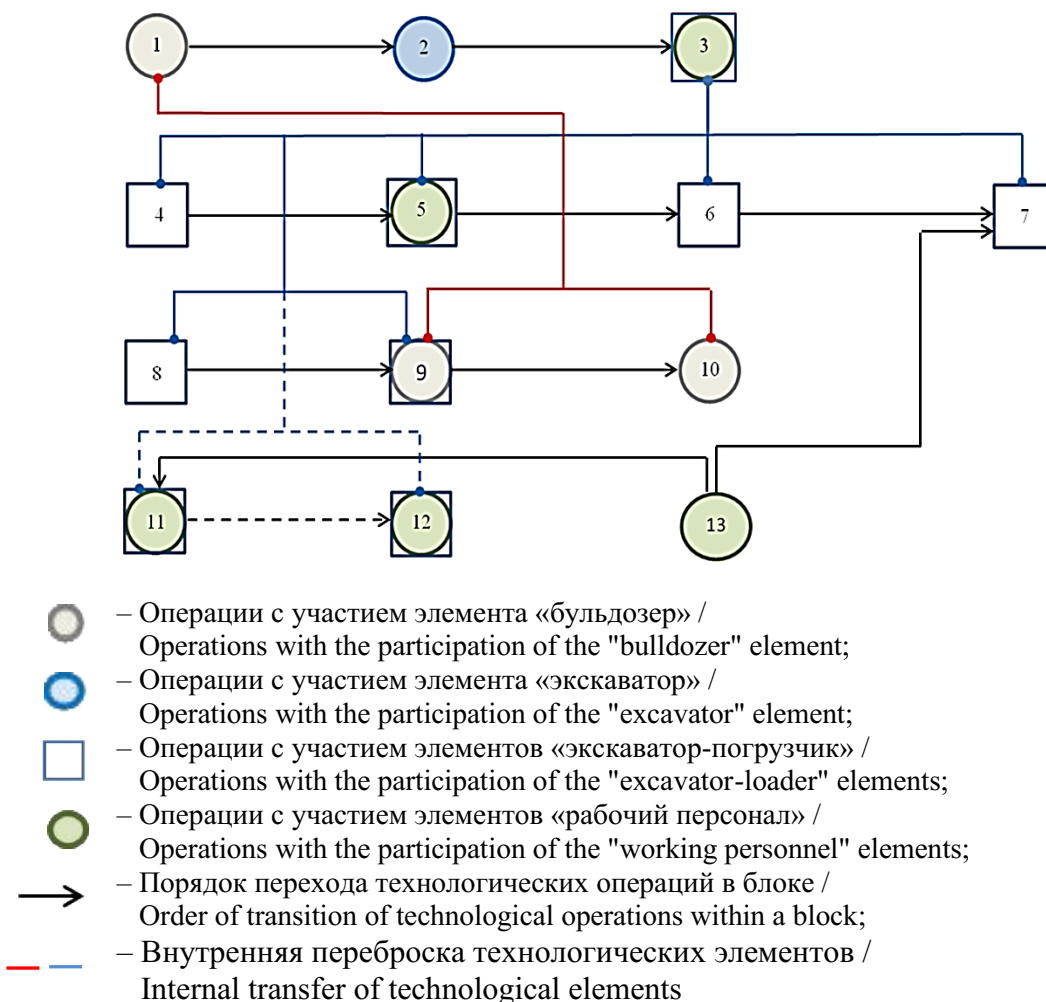 1
2
3
4
5
6
7
8
9
10
11
12
13
– Операции с участием элемента «бульдозер» /
Operations with the participation of the "bulldozer" element;
– Операции с участием элемента «экскаватор» /
Operations with the participation of the "excavator" element;
– Операции с участием элементов «экскаватор-погрузчик» /
Operations with the participation of the "excavator-loader" elements;
– Операции с участием элементов «рабочий персонал» /
Operations with the participation of the "working personnel" elements;
– Порядок перехода технологических операций в блоке /
Order of transition of technological operations within a block;
– Внутренняя переброска технологических элементов /
Internal transfer of technological elements